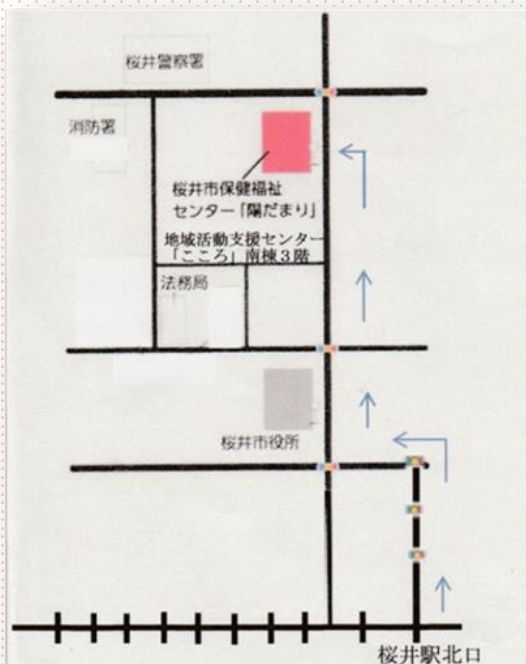 桜井警察署
消防署
桜井市保健福祉
センター「陽だまり」
地域活動支援センター
「こころ」南棟３階
法務局
桜井市役所
桜井駅北口